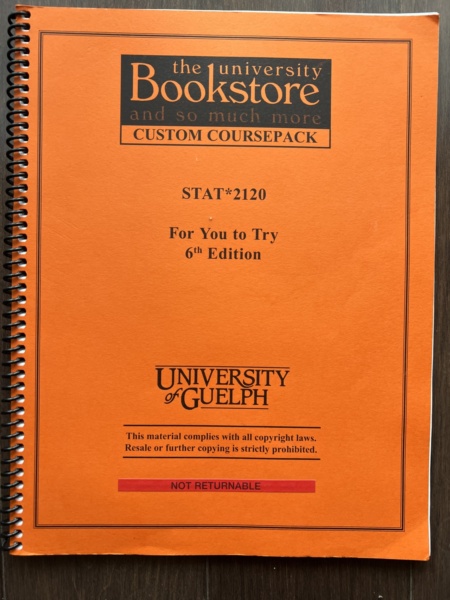 the university
Bookstore
and so much more
CUSTOM COURSEPACK
STAT*2120
For You to Try
6th Edition
UNIVERSITY
of GUELPH
This material complies with all copyright laws.
Resale or further copying is strictly prohibited.
NOT RETURNABLE